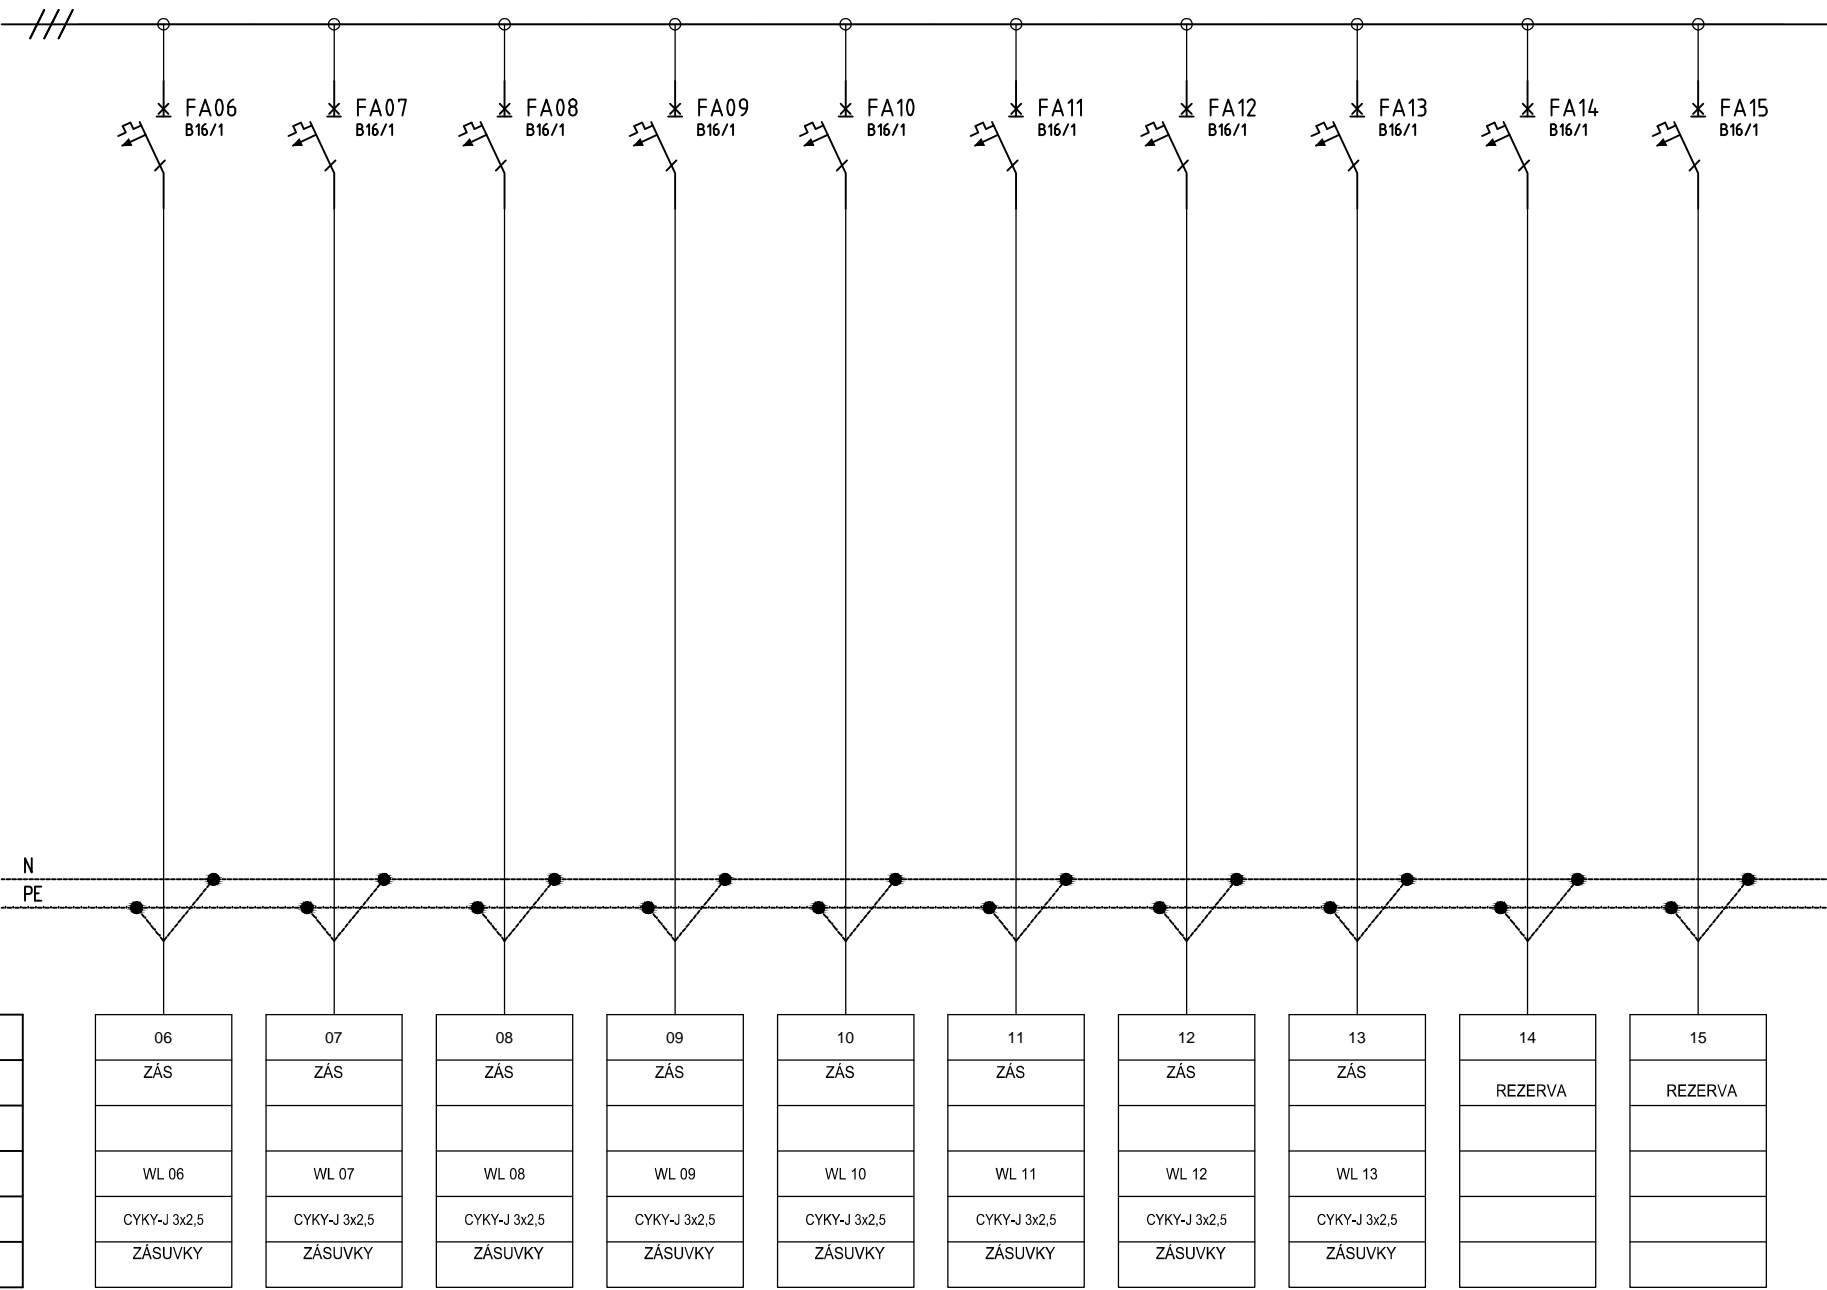 FA06 FA07 FA08 FA09 FA10 FA11 FA12 FA13 FA14 FA15
B16/1 B16/1 B16/1 B16/1 B16/1 B16/1 B16/1 B16/1 B16/1 B16/1
N
PE
06 07 08 09 10 11 12 13 14 15
ZÁS ZÁS ZÁS ZÁS ZÁS ZÁS ZÁS ZÁS
REZERVA REZERVA
WL 06 WL 07 WL 08 WL 09 WL 10 WL 11 WL 12 WL 13
CYKY-J 3x2,5 CYKY-J 3x2,5 CYKY-J 3x2,5 CYKY-J 3x2,5 CYKY-J 3x2,5 CYKY-J 3x2,5 CYKY-J 3x2,5 CYKY-J 3x2,5
ZÁSUVKY ZÁSUVKY ZÁSUVKY ZÁSUVKY ZÁSUVKY ZÁSUVKY ZÁSUVKY ZÁSUVKY